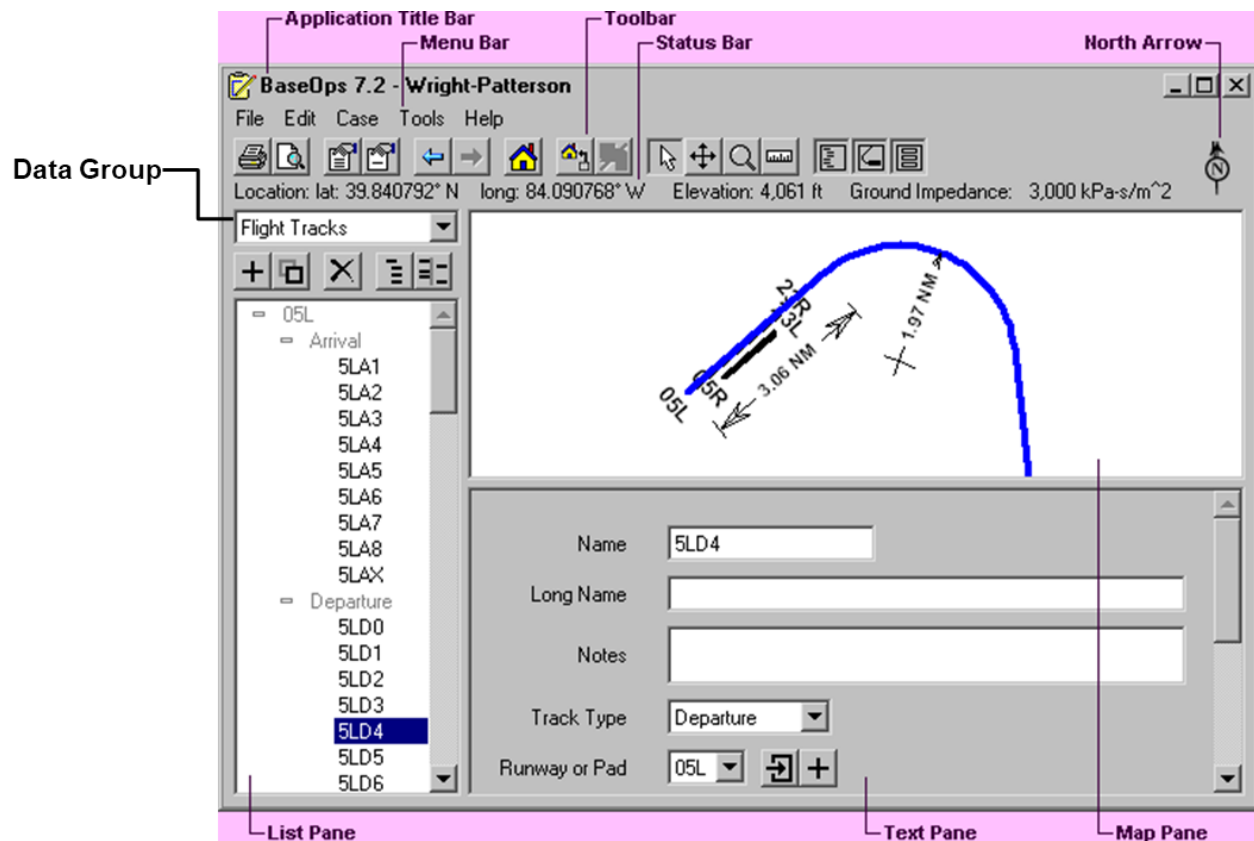 Application Title Bar
Toolbar
Menu Bar
Status Bar
North Arrow
BaseOps 7.2 - Wright-Patterson
File Edit Case Tools Help
N
Data Group
Location: lat: 39.840792° N long: 84.090768° W Elevation: 4,061 ft Ground Impedance: 3,000 kPa-s/m^2
Flight Tracks
05L
Arrival
5LA1
5LA2
5LA3
5LA4
5LA5
5LA6
5LA7
5LA8
5LAX
Departure
5LD0
5LD1
5LD2
5LD3
5LD4
5LD5
5LD6
23R
23L
1.97 NM
3.06 NM
05R
05L
Name 5LD4
Long Name
Notes
Track Type Departure
Runway or Pad 05L
List Pane
Text Pane
Map Pane